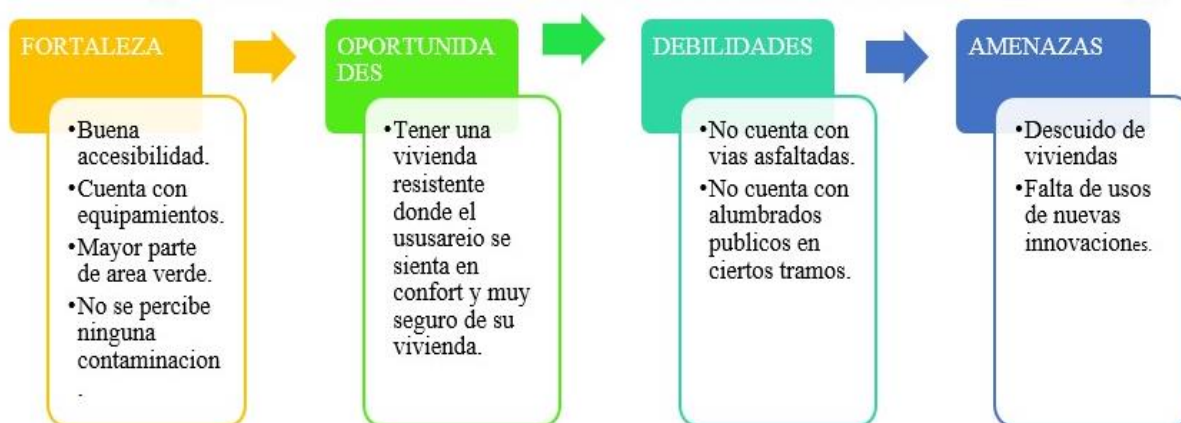 FORTALEZA
•Buena
accesibilidad.
•Cuenta con
equipamientos.
•Mayor parte
de area verde.
•No se percibe
ninguna
contaminacion
.
OPORTUNIDA
DES
•Tener una
vivienda
resistente
donde el
ususareio se
sienta en
confort y muy
seguro de su
vivienda.
DEBILIDADES
•No cuenta con
vias asfaltadas.
•No cuenta con
alumbrados
publicos en
ciertos tramos.
AMENAZAS
•Descuido de
viviendas
•Falta de usos
de nuevas
innovaciones.